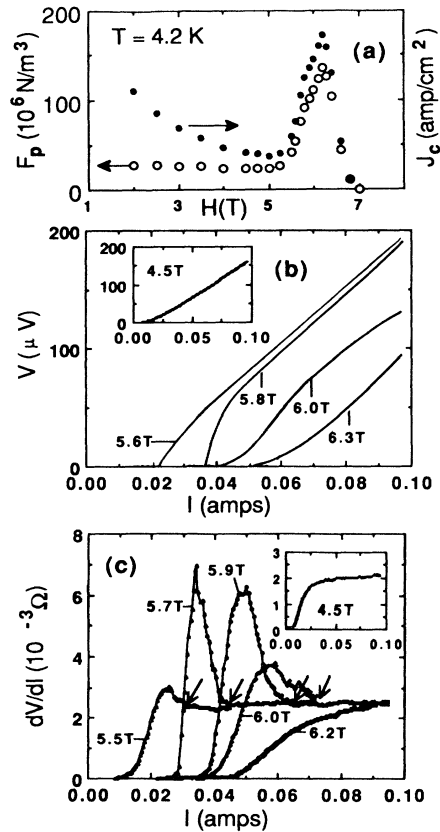 T = 4.2 K
(a)
F_p (10^6 N/m^3)
J_c (amp/cm^2)
200
100
0
1 3 5 7
H(T)
(b)
V (μ V)
200
100
0
200
100
0
0.00 0.05 0.10
4.5T
5.6T
5.8T
6.0T
6.3T
0.00 0.02 0.04 0.06 0.08 0.10
I (amps)
(c)
dV/dI (10^-3 Ω)
8
6
4
2
0
3
2
1
0
0.00 0.05 0.10
4.5T
5.7T
5.9T
5.5T
6.0T
6.2T
0.00 0.02 0.04 0.06 0.08 0.10
I (amps)